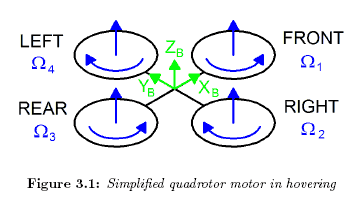 LEFT
Ω4
FRONT
Ω1
ZB
YB
XB
REAR
Ω3
RIGHT
Ω2
Figure 3.1: Simplified quadrotor motor in hovering